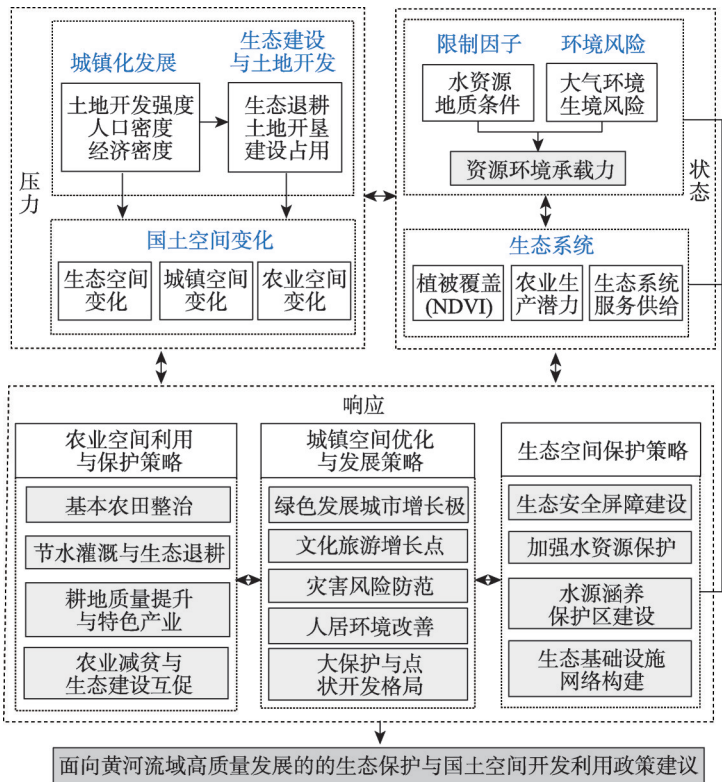 城镇化发展
土地开发强度
人口密度
经济密度
生态建设
与土地开发
生态退耕
土地开垦
建设占用
压力
国土空间变化
生态空间
变化
城镇空间
变化
农业空间
变化
限制因子
水资源
地质条件
环境风险
大气环境
生境风险
资源环境承载力
状态
生态系统
植被覆盖
(NDVI)
农业生
产潜力
生态系统
服务供给
响应
农业空间利用
与保护策略
基本农田整治
节水灌溉与生态退耕
耕地质量提升
与特色产业
农业减贫与
生态建设互促
城镇空间优化
与发展策略
绿色发展城市增长极
文化旅游增长点
灾害风险防范
人居环境改善
大保护与点
状开发格局
生态空间保护策略
生态安全屏障建设
加强水资源保护
水源涵养
保护区建设
生态基础设施
网络构建
面向黄河流域高质量发展的的生态保护与国土空间开发利用政策建议